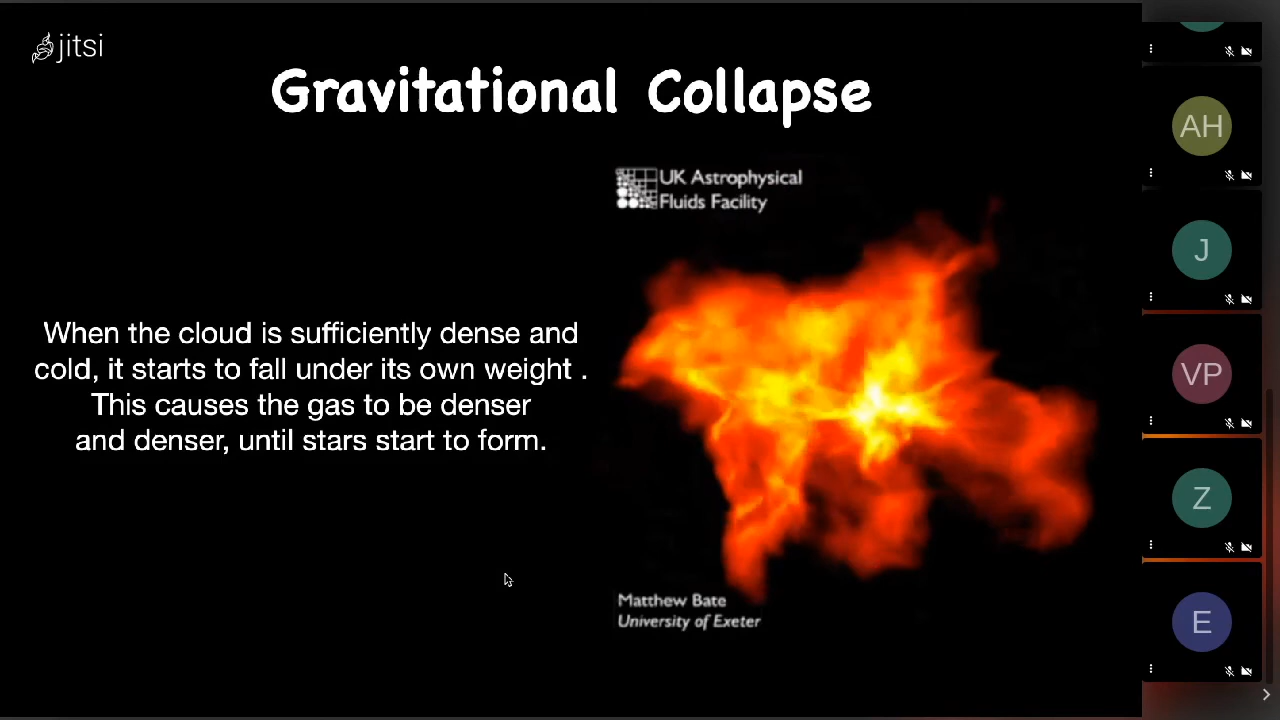 jitsi
Gravitational Collapse
UK Astrophysical
Fluids Facility
When the cloud is sufficiently dense and
cold, it starts to fall under its own weight .
This causes the gas to be denser
and denser, until stars start to form.
Matthew Bate
University of Exeter
AH
J
VP
Z
E